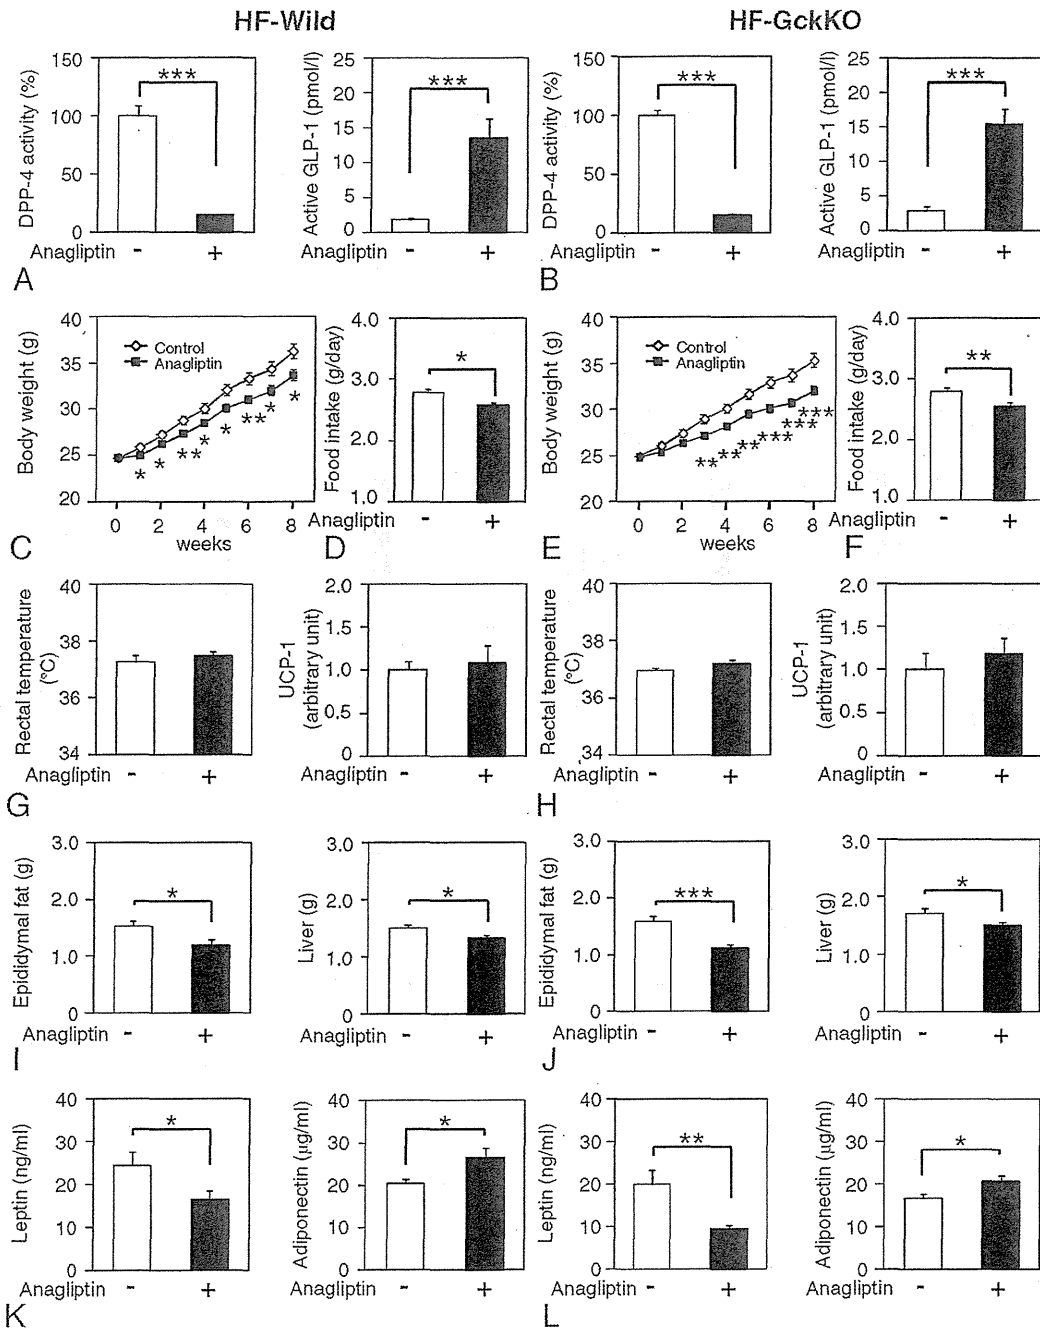 HF-Wild
HF-GckKO
DPP-4 activity (%)
150
100
50
0
***
Anagliptin - +
Active GLP-1 (pmol/l)
25
20
15
10
5
0
***
Anagliptin - +
A
DPP-4 activity (%)
150
100
50
0
***
Anagliptin - +
Active GLP-1 (pmol/l)
25
20
15
10
5
0
***
Anagliptin - +
B
Body weight (g)
40
35
30
25
20
Control
Anagliptin
* * ** * * ** * *
0 2 4 6 8
weeks
C
Food intake (g/day)
4.0
3.0
2.0
1.0
*
Anagliptin - +
D
Body weight (g)
40
35
30
25
20
Control
Anagliptin
** ** ** *** *** ***
0 2 4 6 8
weeks
E
Food intake (g/day)
4.0
3.0
2.0
1.0
**
Anagliptin - +
F
Rectal temperature
(°C)
40
38
36
34
Anagliptin - +
UCP-1
(arbitrary unit)
2.0
1.5
1.0
0.5
0
Anagliptin - +
G
Rectal temperature
(°C)
40
38
36
34
Anagliptin - +
UCP-1
(arbitrary unit)
2.0
1.5
1.0
0.5
0
Anagliptin - +
H
Epididymal fat (g)
3.0
2.0
1.0
0
*
Anagliptin - +
Liver (g)
3.0
2.0
1.0
0
*
Anagliptin - +
I
Epididymal fat (g)
3.0
2.0
1.0
0
***
Anagliptin - +
Liver (g)
3.0
2.0
1.0
0
*
Anagliptin - +
J
Leptin (ng/ml)
40
30
20
10
0
*
Anagliptin - +
Adiponectin (μg/ml)
40
30
20
10
0
*
Anagliptin - +
K
Leptin (ng/ml)
40
30
20
10
0
**
Anagliptin - +
Adiponectin (μg/ml)
40
30
20
10
0
*
Anagliptin - +
L